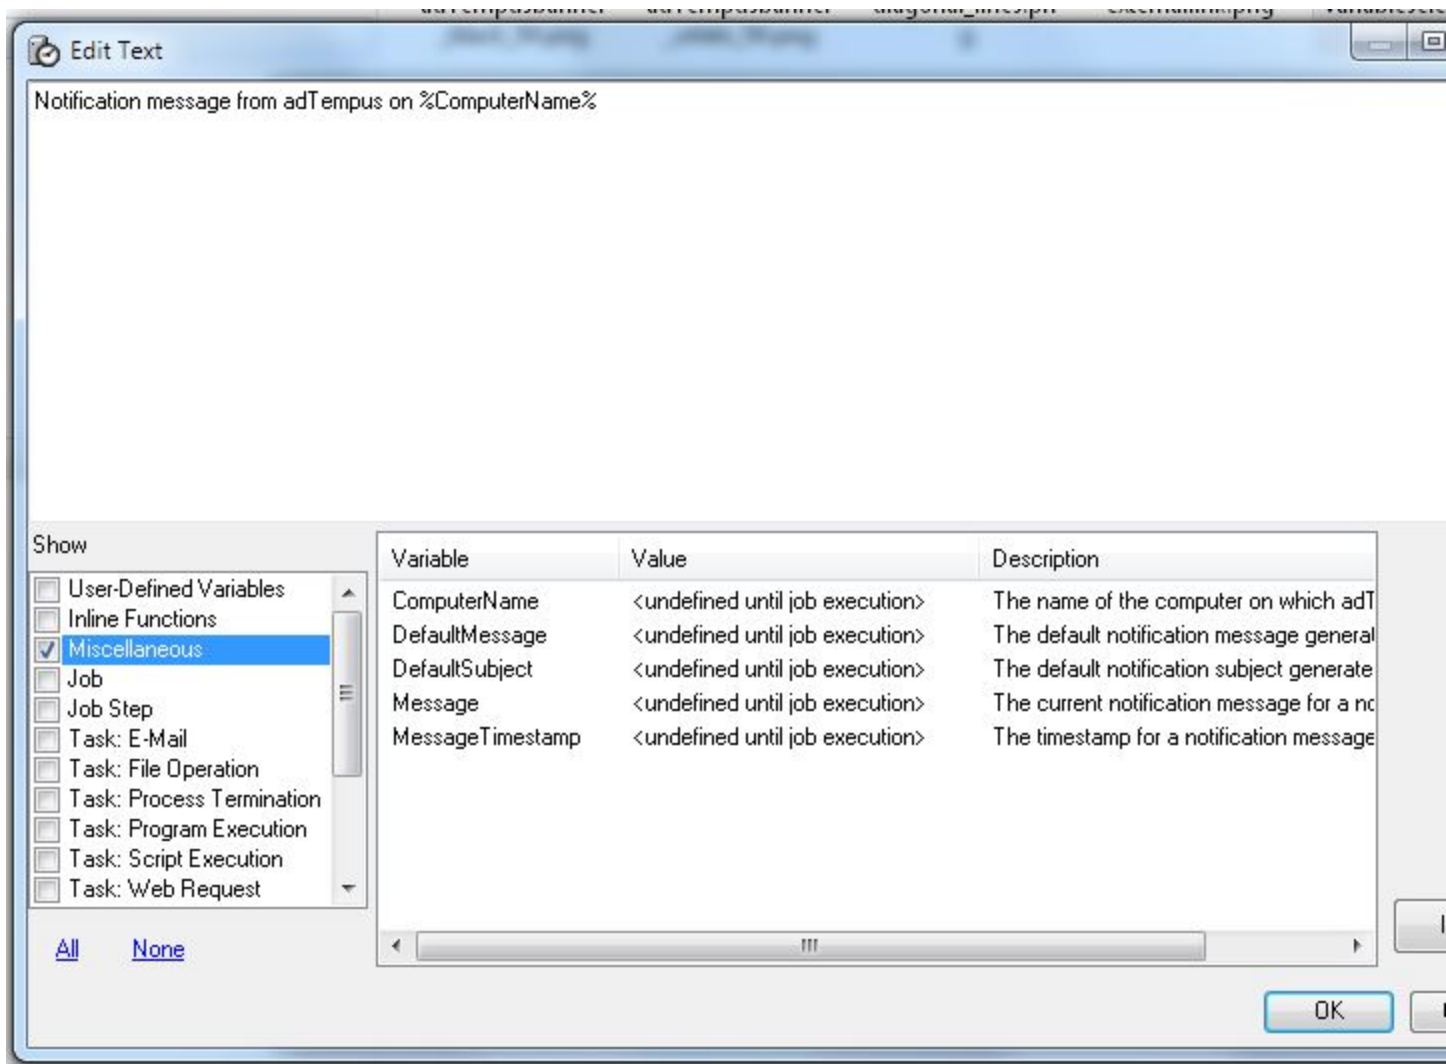 Edit Text
Notification message from adTempus on %ComputerName%
Show
User-Defined Variables
Inline Functions
Miscellaneous
Job
Job Step
Task: E-Mail
Task: File Operation
Task: Process Termination
Task: Program Execution
Task: Script Execution
Task: Web Request
All None
Variable Value Description
ComputerName <undefined until job execution> The name of the computer on which adT
DefaultMessage <undefined until job execution> The default notification message general
DefaultSubject <undefined until job execution> The default notification subject generate
Message <undefined until job execution> The current notification message for a no
MessageTimestamp <undefined until job execution> The timestamp for a notification message
OK